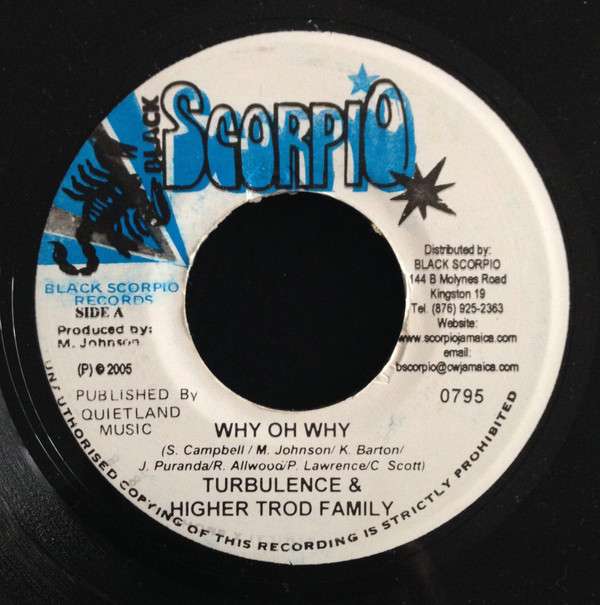 BLACK
SCORPIO
BLACK SCORPIO
RECORDS
SIDE A
Produced by:
M. Johnson
(P) © 2005
PUBLISHED By
QUIETLAND
MUSIC
Distributed by:
BLACK SCORPIO
144 B Molynes Road
Kingston 19
Tel. (876) 925-2363
Website:
www.scorpiojamaica.com
email:
bscorpio@cwjamaica.com
0795
WHY OH WHY
(S. Campbell / M. Johnson/ K. Barton/
J. Puranda/R. Allwood/P. Lawrence/C. Scott)
TURBULENCE &
HIGHER TROD FAMILY
UNAUTHORISED COPYING OF THIS RECORDING IS STRICTLY PROHIBITED